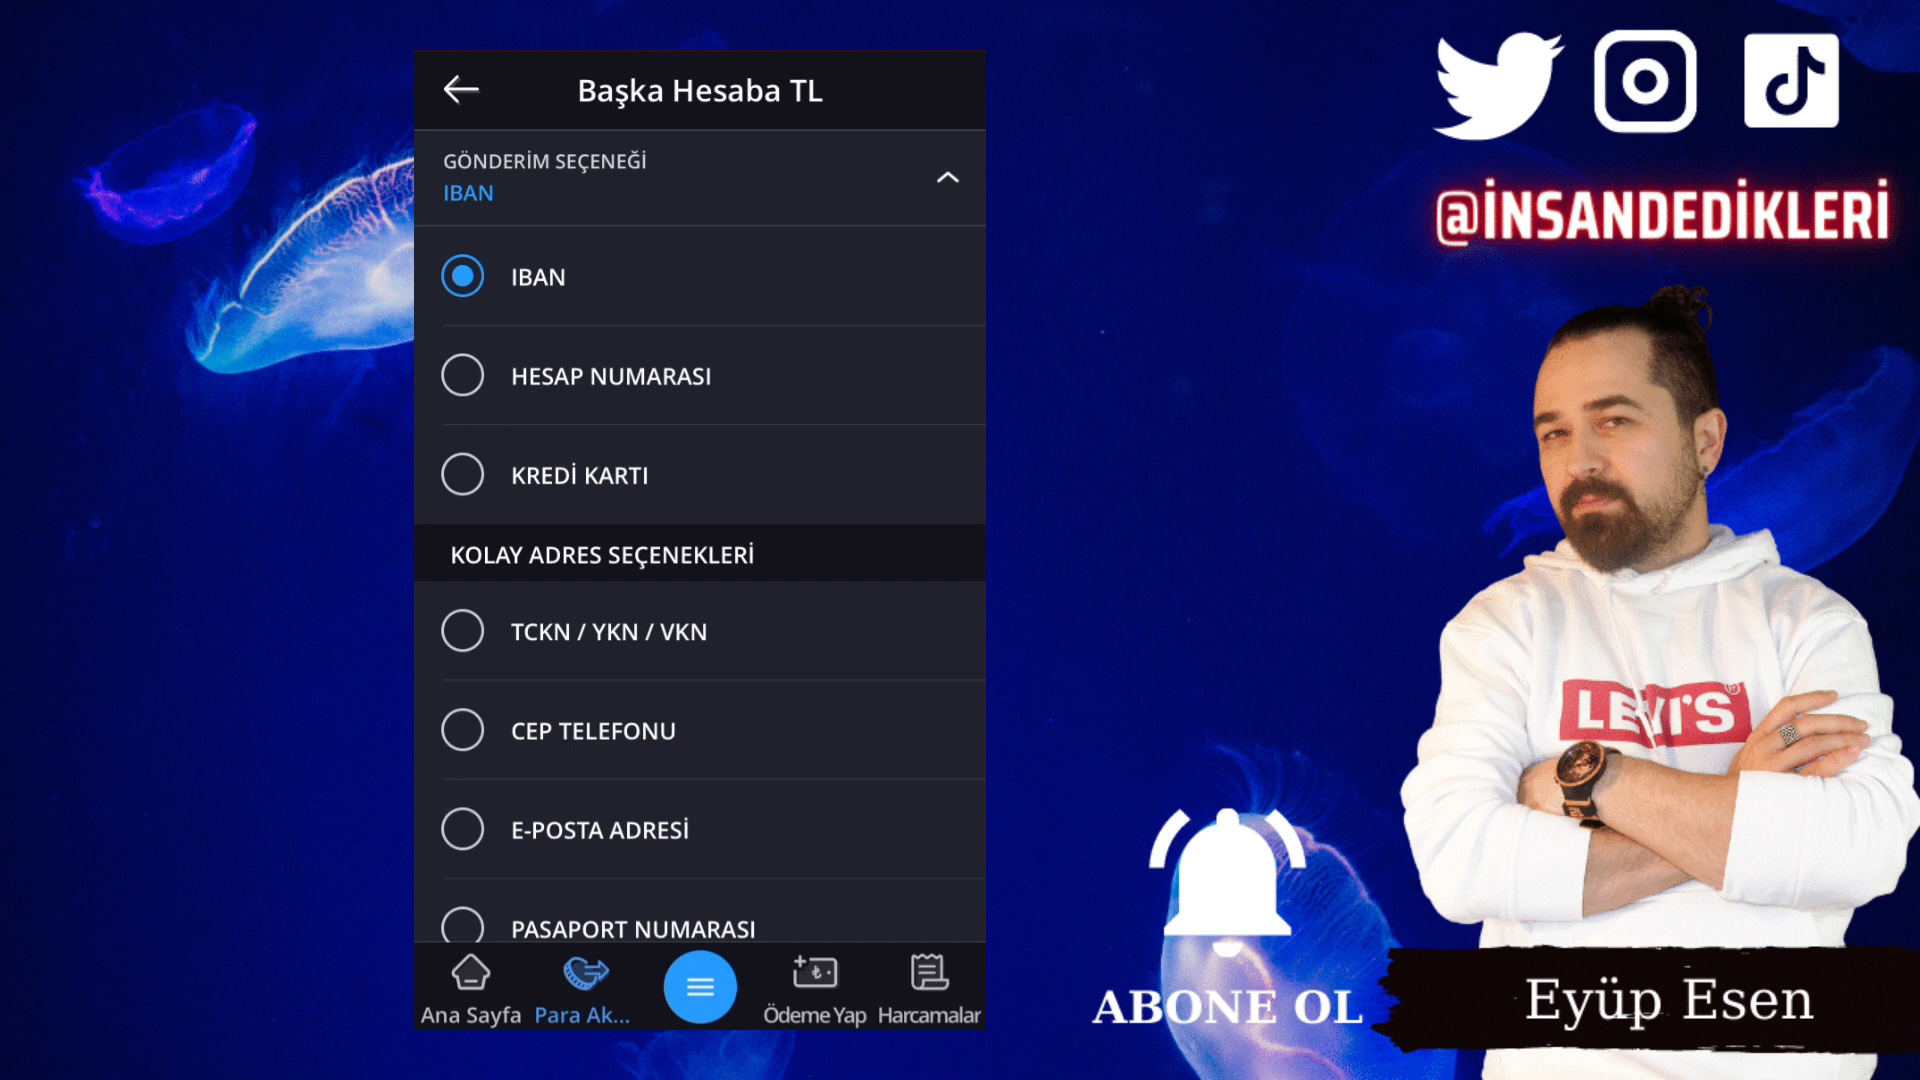 Başka Hesaba TL
GÖNDERİM SEÇENEĞİ
IBAN
IBAN
HESAP NUMARASI
KREDİ KARTI
KOLAY ADRES SEÇENEKLERİ
TCKN / YKN / VKN
CEP TELEFONU
E-POSTA ADRESİ
PASAPORT NUMARASI
Ana Sayfa
Para Ak...
Ödeme Yap
Harcamalar
@İNSANDEDİKLERİ
LEVI'S
ABONE OL
Eyüp Esen